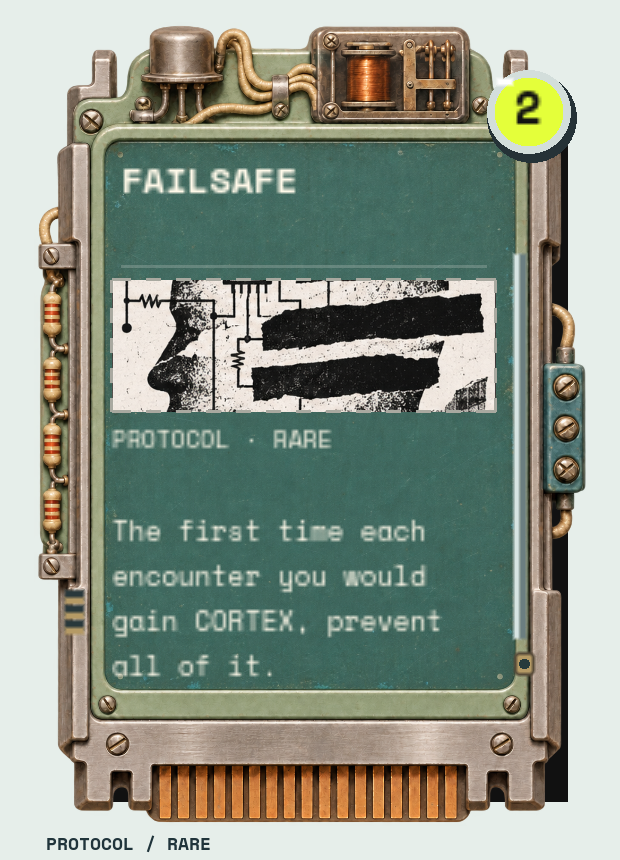 2
FAILSAFE
PROTOCOL · RARE
The first time each
encounter you would
gain CORTEX, prevent
all of it.
PROTOCOL / RARE